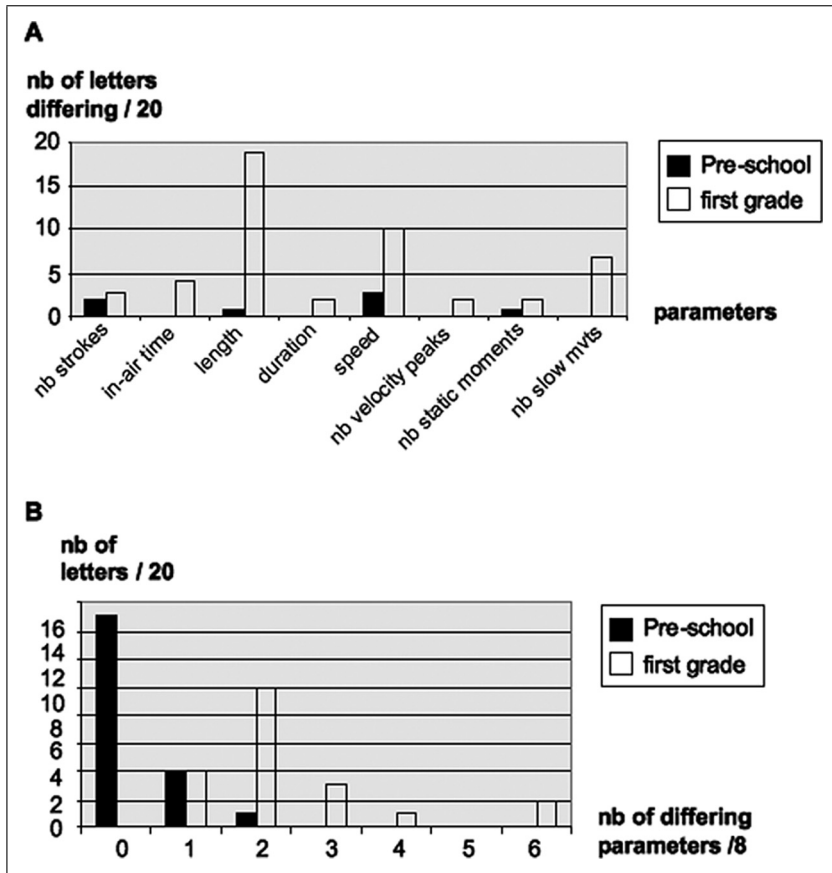 A
nb of letters
differing / 20
20
15
10
5
0
Pre-school
first grade
parameters
nb strokes
in-air time
length
duration
speed
nb velocity peaks
nb static moments
nb slow mvts
B
nb of
letters / 20
16
14
12
10
8
6
4
2
0
Pre-school
first grade
0 1 2 3 4 5 6
nb of differing
parameters /8